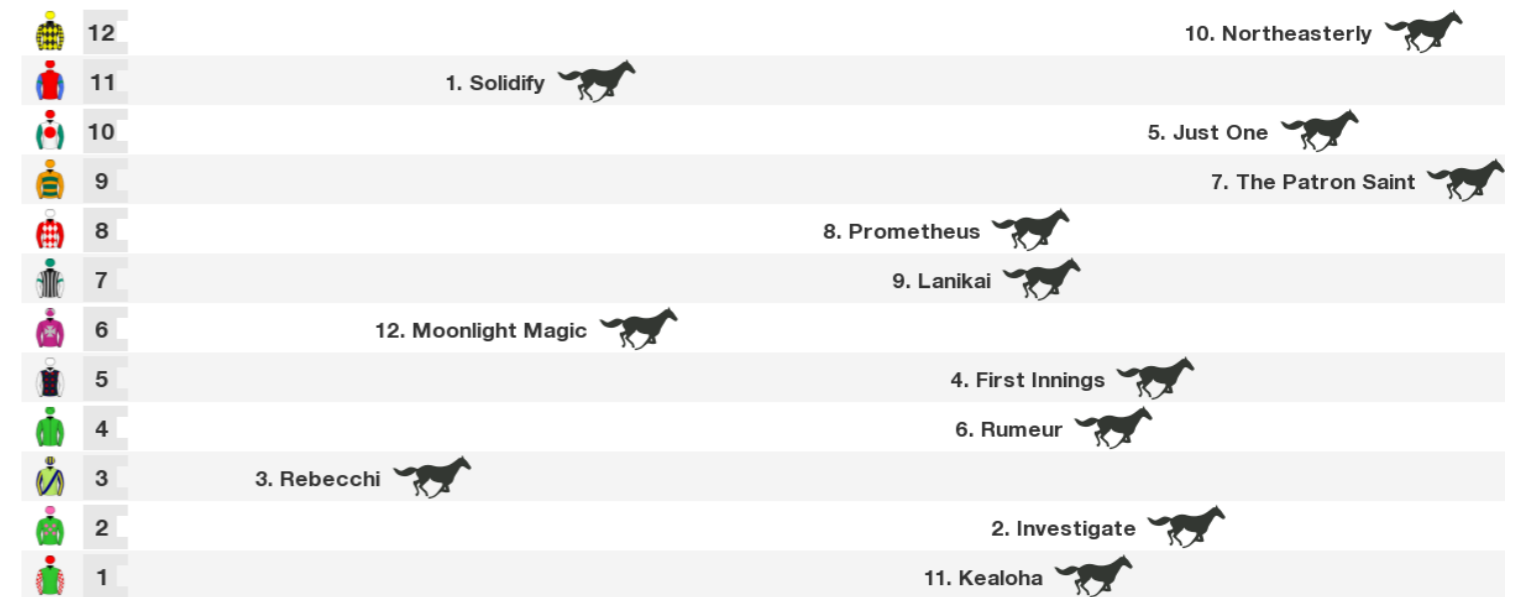 12 10. Northeasterly
11 1. Solidify
10 5. Just One
9 7. The Patron Saint
8 8. Prometheus
7 9. Lanikai
6 12. Moonlight Magic
5 4. First Innings
4 6. Rumeur
3 3. Rebecchi
2 2. Investigate
1 11. Kealoha